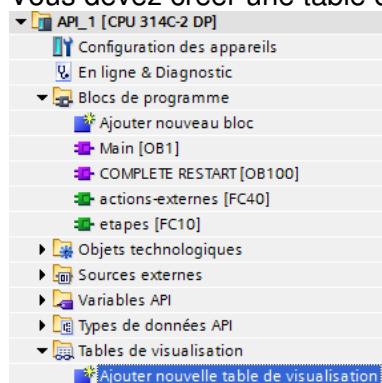 Vous devez créer une table d
API_1 [CPU 314C-2 DP]
Configuration des appareils
En ligne & Diagnostic
Blocs de programme
Ajouter nouveau bloc
Main [OB1]
COMPLETE RESTART [OB100]
actions-externes [FC40]
etapes [FC10]
Objets technologiques
Sources externes
Variables API
Types de données API
Tables de visualisation
Ajouter nouvelle table de visualisation